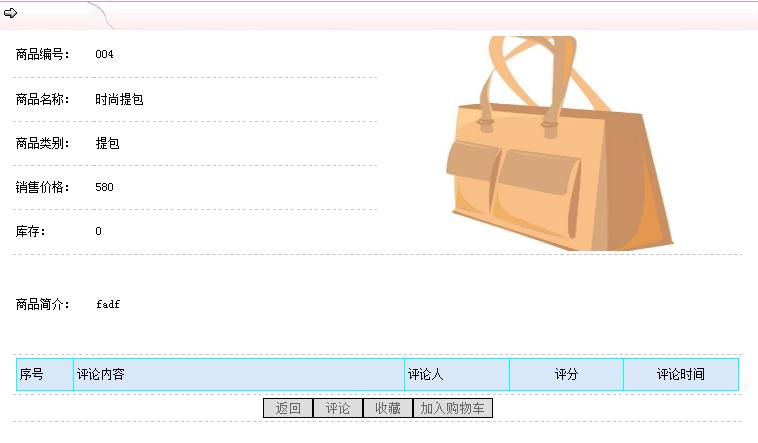 商品编号： 004
商品名称： 时尚提包
商品类别： 提包
销售价格： 580
库存： 0
商品简介： fadf
序号 评论内容 评论人 评分 评论时间
返回 评论 收藏 加入购物车